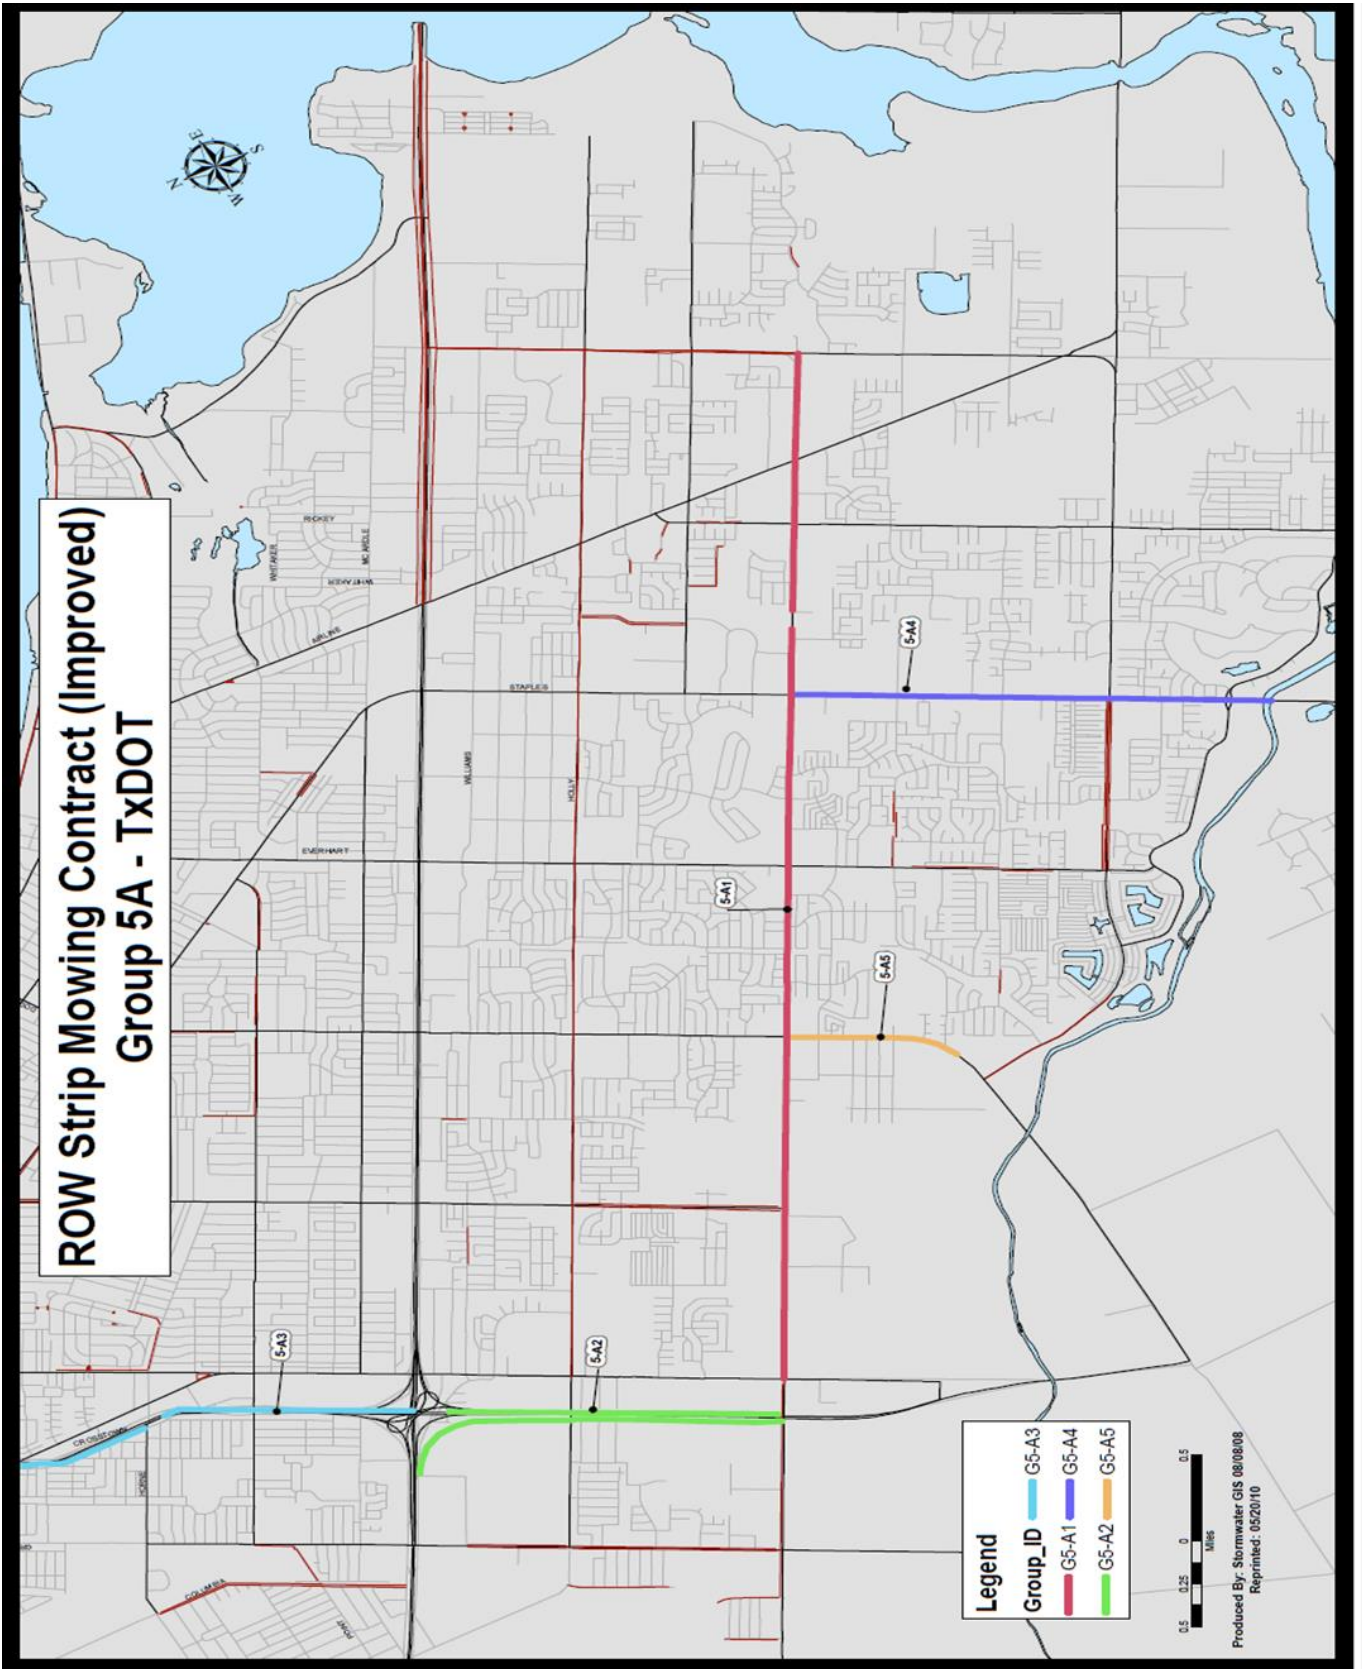 ROW Strip Mowing Contract (Improved)
Group 5A - TxDOT
N
E
S
W
RICKEY
WHITAKER
MC ARDLE
WHITAKER
AIRLINE
STAPLES
WILLIAMS
HOLLY
EVERHART
5-A4
5-A1
5-A5
5-A3
5-A2
CROSSTOWN
HORNE
COLUMBIA
POINT
Legend
Group_ID
G5-A3
G5-A1
G5-A4
G5-A2
G5-A5
0.5 0.25 0 0.5
Miles
Produced By: Stormwater GIS 08/08/08
Reprinted: 05/20/10